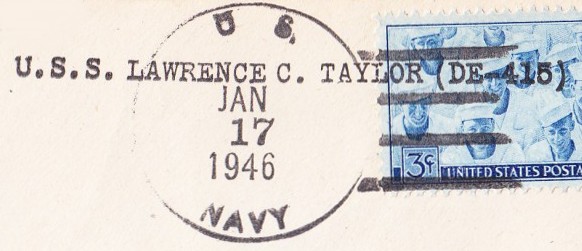 U S.
U.S.S. LAWRENCE C. TAYLOR (DE-415)
JAN
17
1946
NAVY
3¢
UNITED STATES POSTA